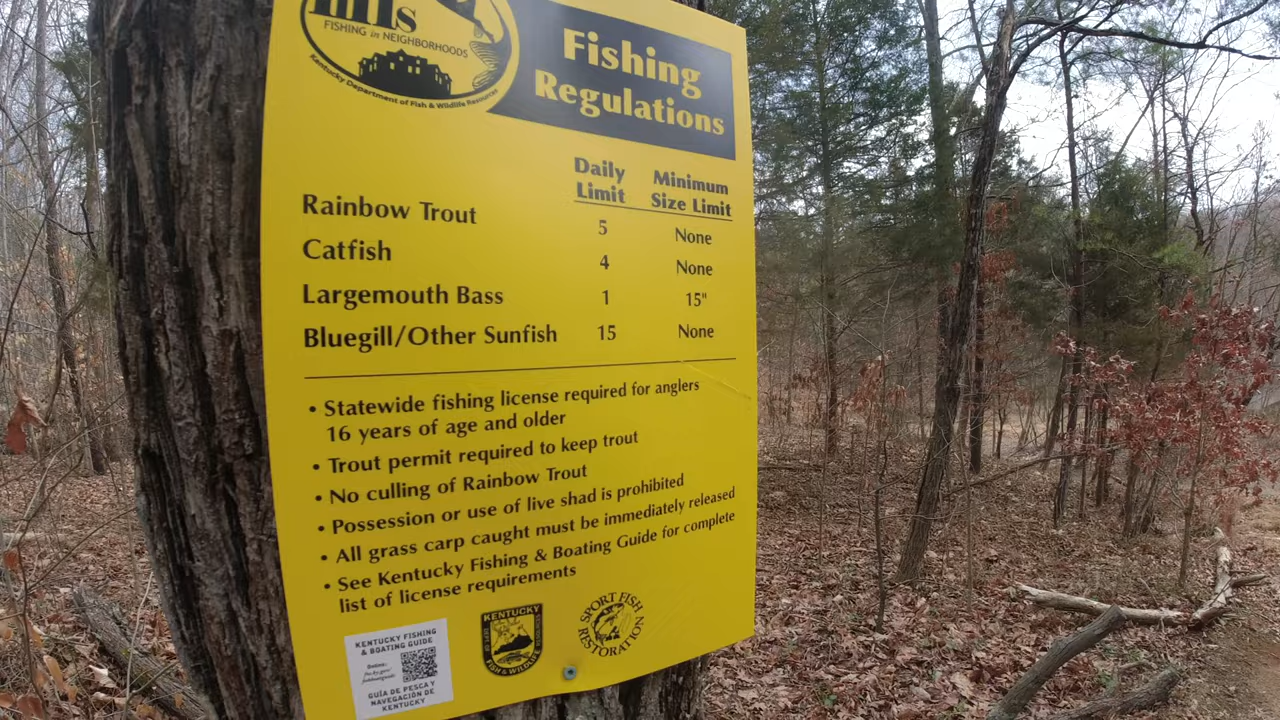 FINs
FISHING in NEIGHBORHOODS
Kentucky Department of Fish & Wildlife Resources
Fishing
Regulations
Daily Limit
Minimum Size Limit
Rainbow Trout 5 None
Catfish 4 None
Largemouth Bass 1 15"
Bluegill/Other Sunfish 15 None
• Statewide fishing license required for anglers
16 years of age and older
• Trout permit required to keep trout
• No culling of Rainbow Trout
• Possession or use of live shad is prohibited
• All grass carp caught must be immediately released
• See Kentucky Fishing & Boating Guide for complete
list of license requirements
KENTUCKY FISHING
& BOATING GUIDE
Online:
GUÍA DE PESCA Y
NAVEGACIÓN DE
KENTUCKY
KENTUCKY
FISH & WILDLIFE
SPORT FISH
RESTORATION